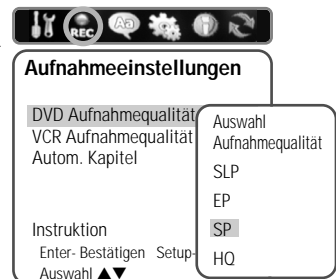 REC
Aa
Aufnahmeeinstellungen
DVD Aufnahmequalität
VCR Aufnahmequalität
Autom. Kapitel
Auswahl
Aufnahmequalität
SLP
EP
SP
HQ
Instruktion
Enter- Bestätigen Setup-
Auswahl ▲▼